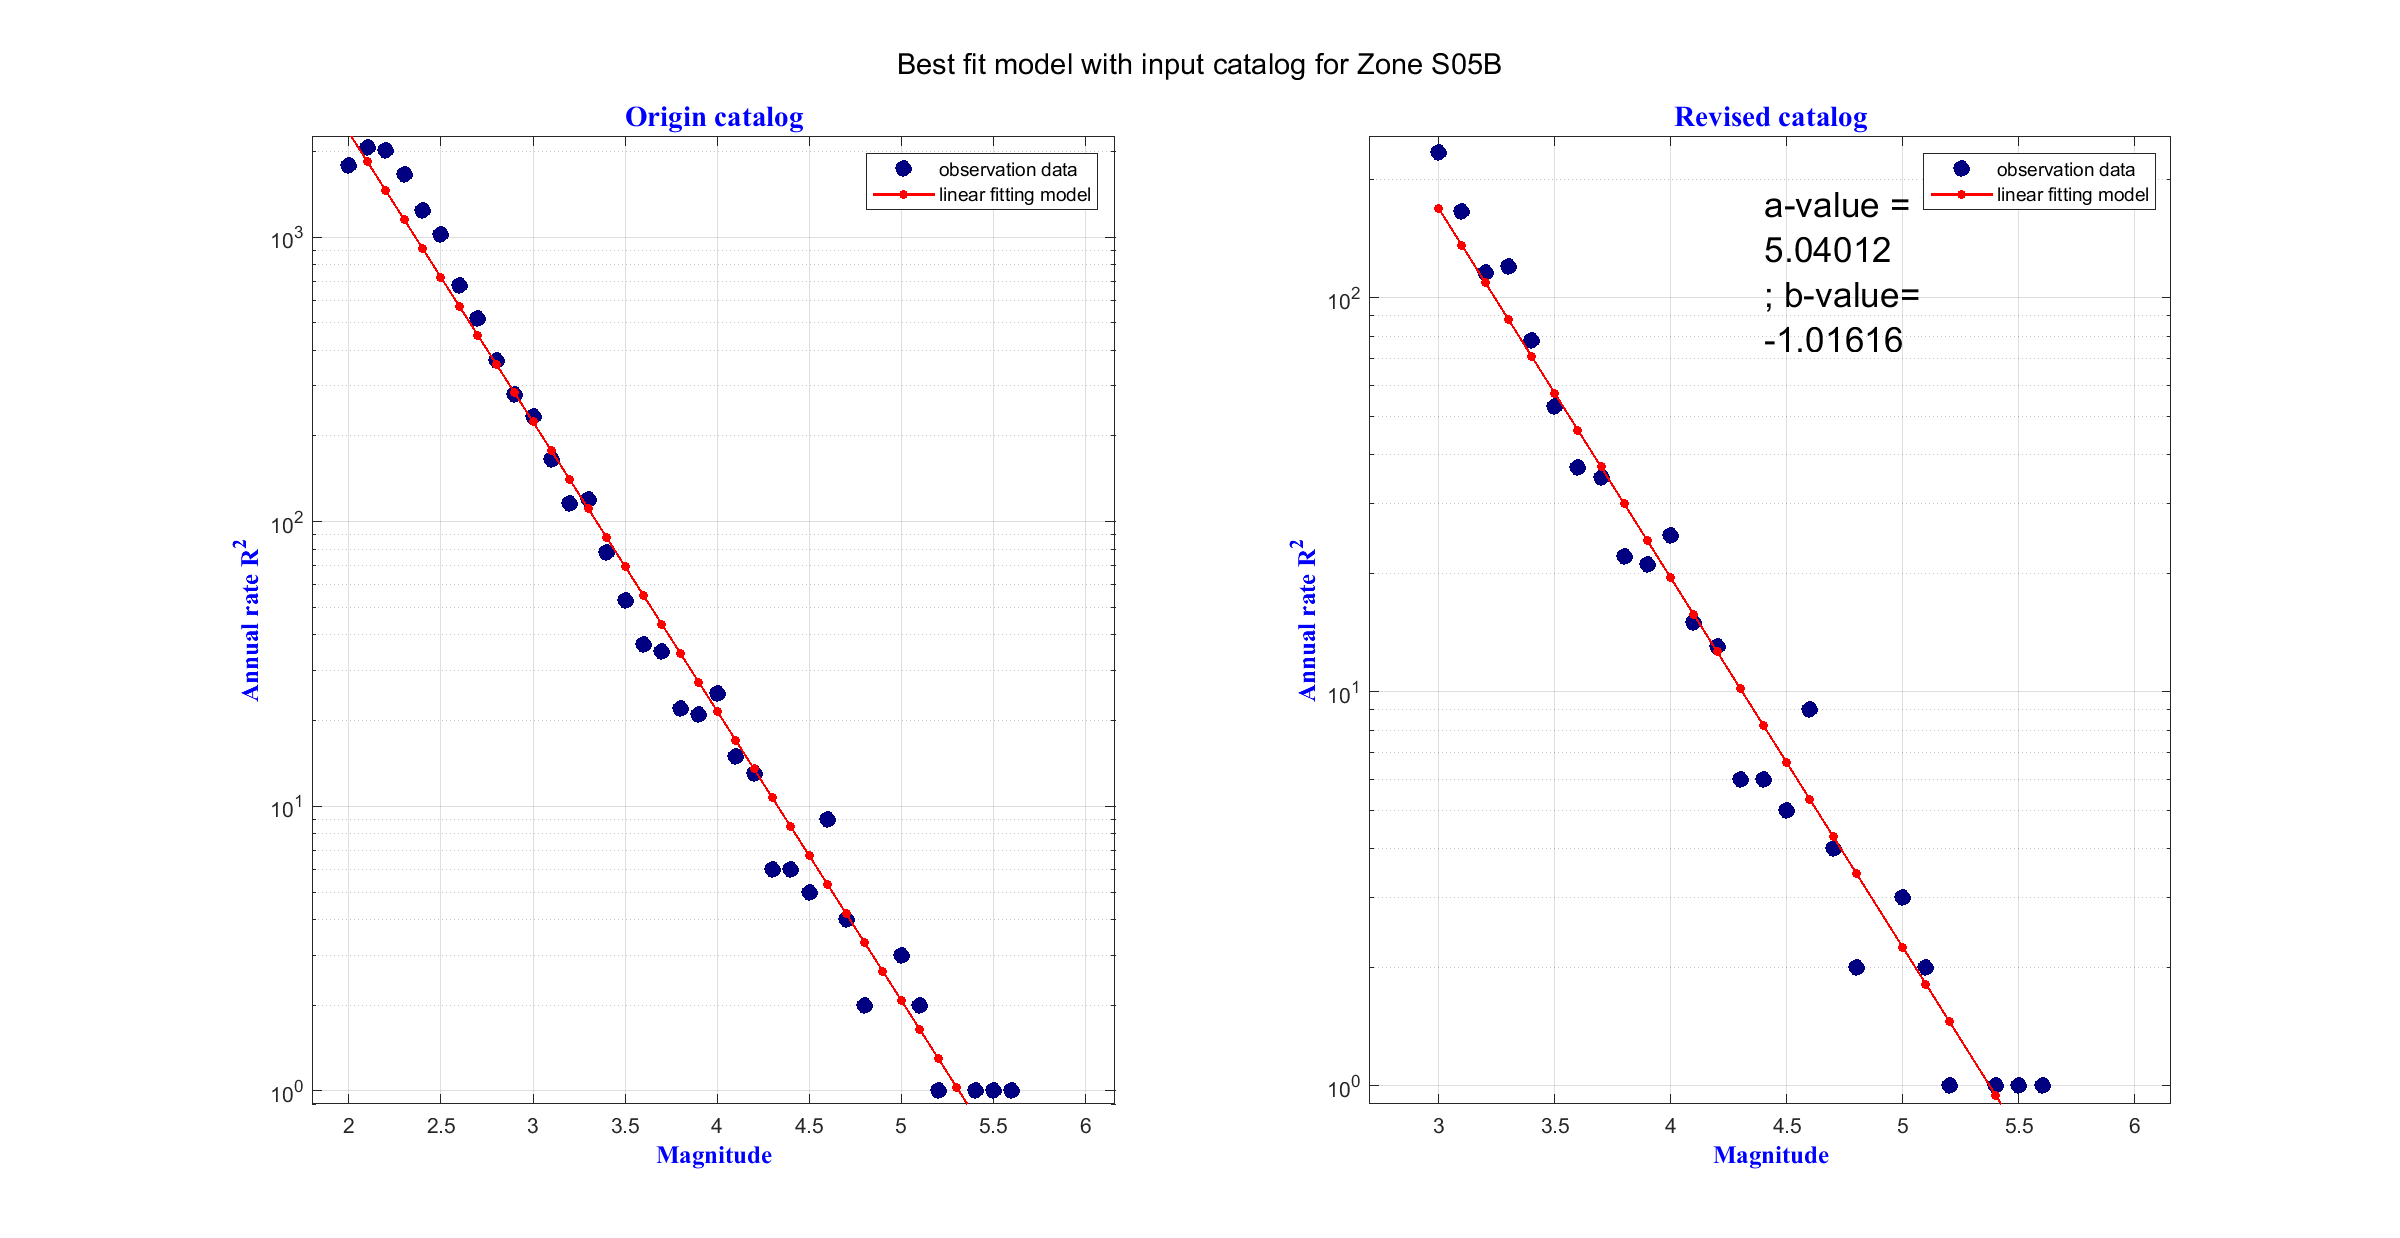 Best fit model with input catalog for Zone S05B
Origin catalog
observation data
linear fitting model
10^3
10^2
10^1
10^0
Annual rate R^2
2 2.5 3 3.5 4 4.5 5 5.5 6
Magnitude
Revised catalog
observation data
linear fitting model
a-value =
5.04012
; b-value=
-1.01616
10^2
10^1
10^0
Annual rate R^2
3 3.5 4 4.5 5 5.5 6
Magnitude